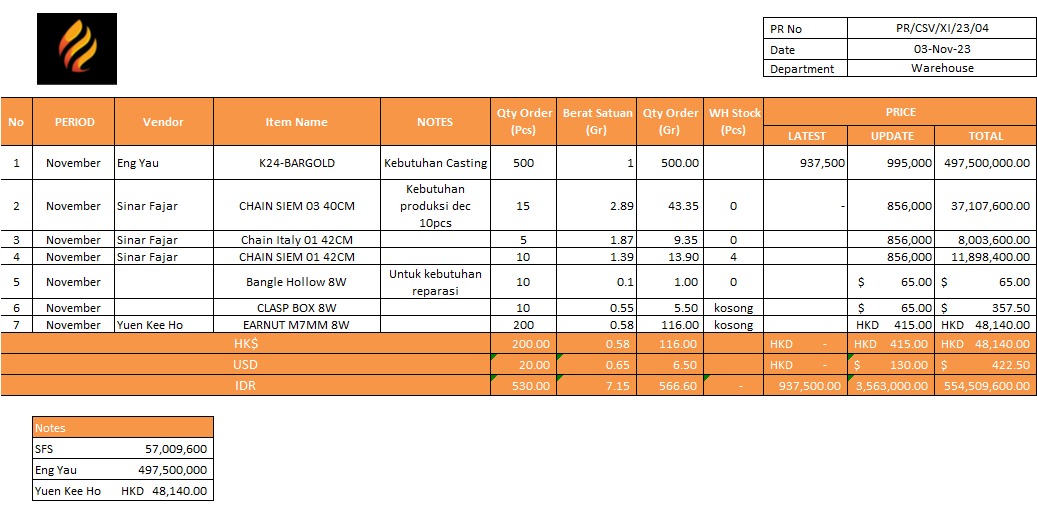 PR No PR/CSV/XI/23/04
Date 03-Nov-23
Department Warehouse
No PERIOD Vendor Item Name NOTES Qty Order (Pcs) Berat Satuan (Gr) Qty Order (Gr) WH Stock (Pcs) PRICE
LATEST UPDATE TOTAL
1 November Eng Yau K24-BARGOLD Kebutuhan Casting 500 1 500.00 937,500 995,000 497,500,000.00
2 November Sinar Fajar CHAIN SIEM 03 40CM Kebutuhan produksi dec 10pcs 15 2.89 43.35 0 - 856,000 37,107,600.00
3 November Sinar Fajar Chain Italy 01 42CM 5 1.87 9.35 0 856,000 8,003,600.00
4 November Sinar Fajar CHAIN SIEM 01 42CM 10 1.39 13.90 4 856,000 11,898,400.00
5 November Bangle Hollow 8W Untuk kebutuhan reparasi 10 0.1 1.00 0 $ 65.00 $ 65.00
6 November CLASP BOX 8W 10 0.55 5.50 kosong $ 65.00 $ 357.50
7 November Yuen Kee Ho EARNUT M7MM 8W 200 0.58 116.00 kosong HKD 415.00 HKD 48,140.00
HK$ 200.00 0.58 116.00 HKD - HKD 415.00 HKD 48,140.00
USD 20.00 0.65 6.50 HKD - $ 130.00 $ 422.50
IDR 530.00 7.15 566.60 - 937,500.00 3,563,000.00 554,509,600.00
Notes
SFS 57,009,600
Eng Yau 497,500,000
Yuen Kee Ho HKD 48,140.00